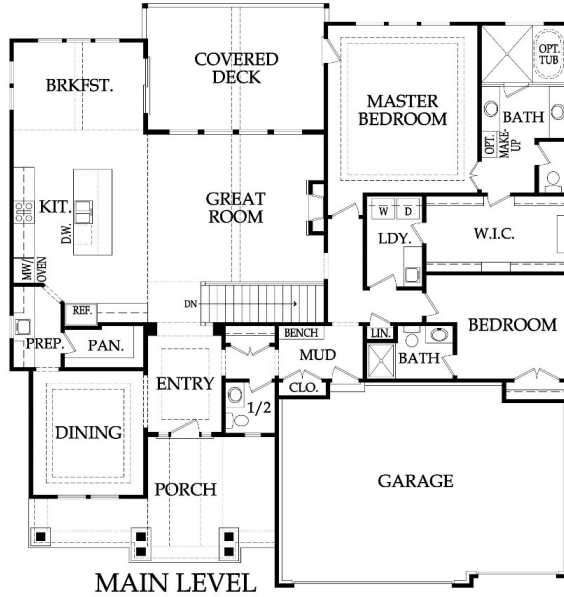 COVERED
DECK
BRKFST.
MASTER
BEDROOM
OPT.
TUB
BATH
OPT.
MAKE-
UP
KIT.
D.W.
GREAT
ROOM
W
D
LDY.
W.I.C.
MW/
OVEN
DN
REF.
PREP.
PAN.
BENCH
MUD
LIN.
BATH
BEDROOM
ENTRY
CLO.
1/2
DINING
PORCH
GARAGE
MAIN LEVEL